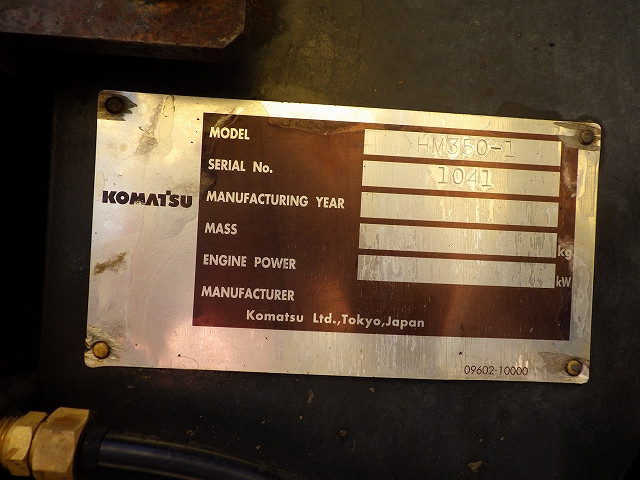 MODEL HM350-1
SERIAL No. 1041
KOMATSU
MANUFACTURING YEAR
MASS kg
ENGINE POWER kW
MANUFACTURER
Komatsu Ltd.,Tokyo,Japan
09602-10000